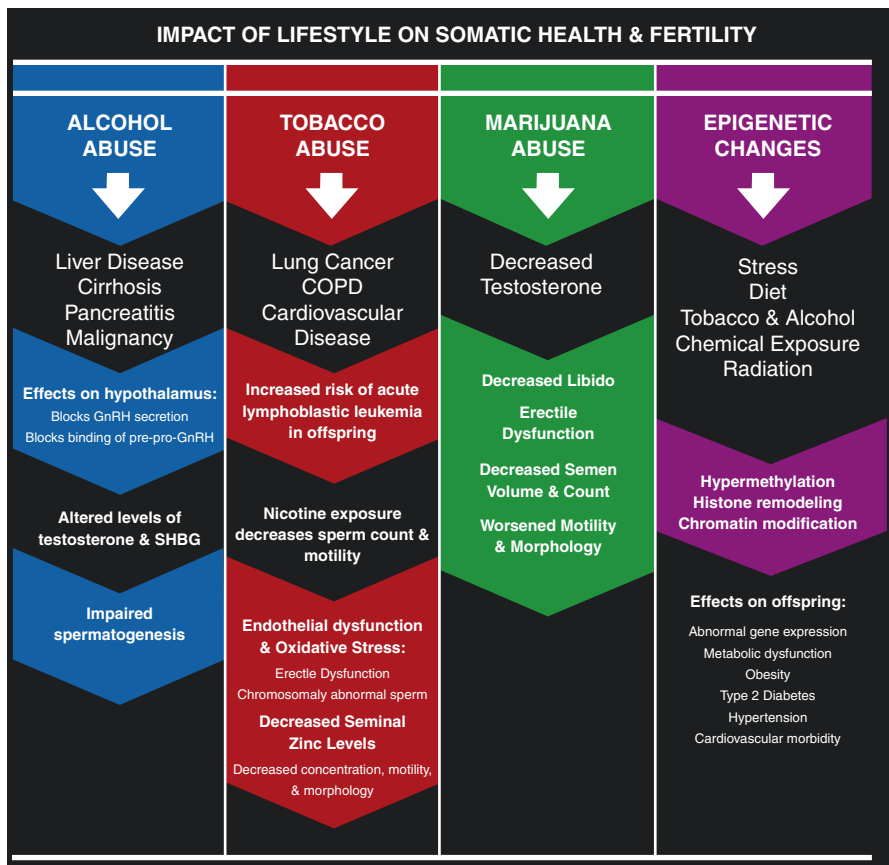 IMPACT OF LIFESTYLE ON SOMATIC HEALTH & FERTILITY
ALCOHOL
ABUSE
Liver Disease
Cirrhosis
Pancreatitis
Malignancy
Effects on hypothalamus:
Blocks GnRH secretion
Blocks binding of pre-pro-GnRH
Altered levels of
testosterone & SHBG
Impaired
spermatogenesis
TOBACCO
ABUSE
Lung Cancer
COPD
Cardiovascular
Disease
Increased risk of acute
lymphoblastic leukemia
in offspring
Nicotine exposure
decreases sperm count &
motility
Endothelial dysfunction
& Oxidative Stress:
Erectle Dysfunction
Chromosomaly abnormal sperm
Decreased Seminal
Zinc Levels
Decreased concentration, motility,
& morphology
MARIJUANA
ABUSE
Decreased
Testosterone
Decreased Libido
Erectile
Dysfunction
Decreased Semen
Volume & Count
Worsened Motility
& Morphology
EPIGENETIC
CHANGES
Stress
Diet
Tobacco & Alcohol
Chemical Exposure
Radiation
Hypermethylation
Histone remodeling
Chromatin modification
Effects on offspring:
Abnormal gene expression
Metabolic dysfunction
Obesity
Type 2 Diabetes
Hypertension
Cardiovascular morbidity